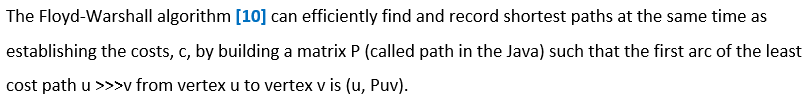 The Floyd-Warshall algorithm [10] can efficiently find and record shortest paths at the same time as
establishing the costs, c, by building a matrix P (called path in the Java) such that the first arc of the least
cost path u >>>v from vertex u to vertex v is (u, Puv).